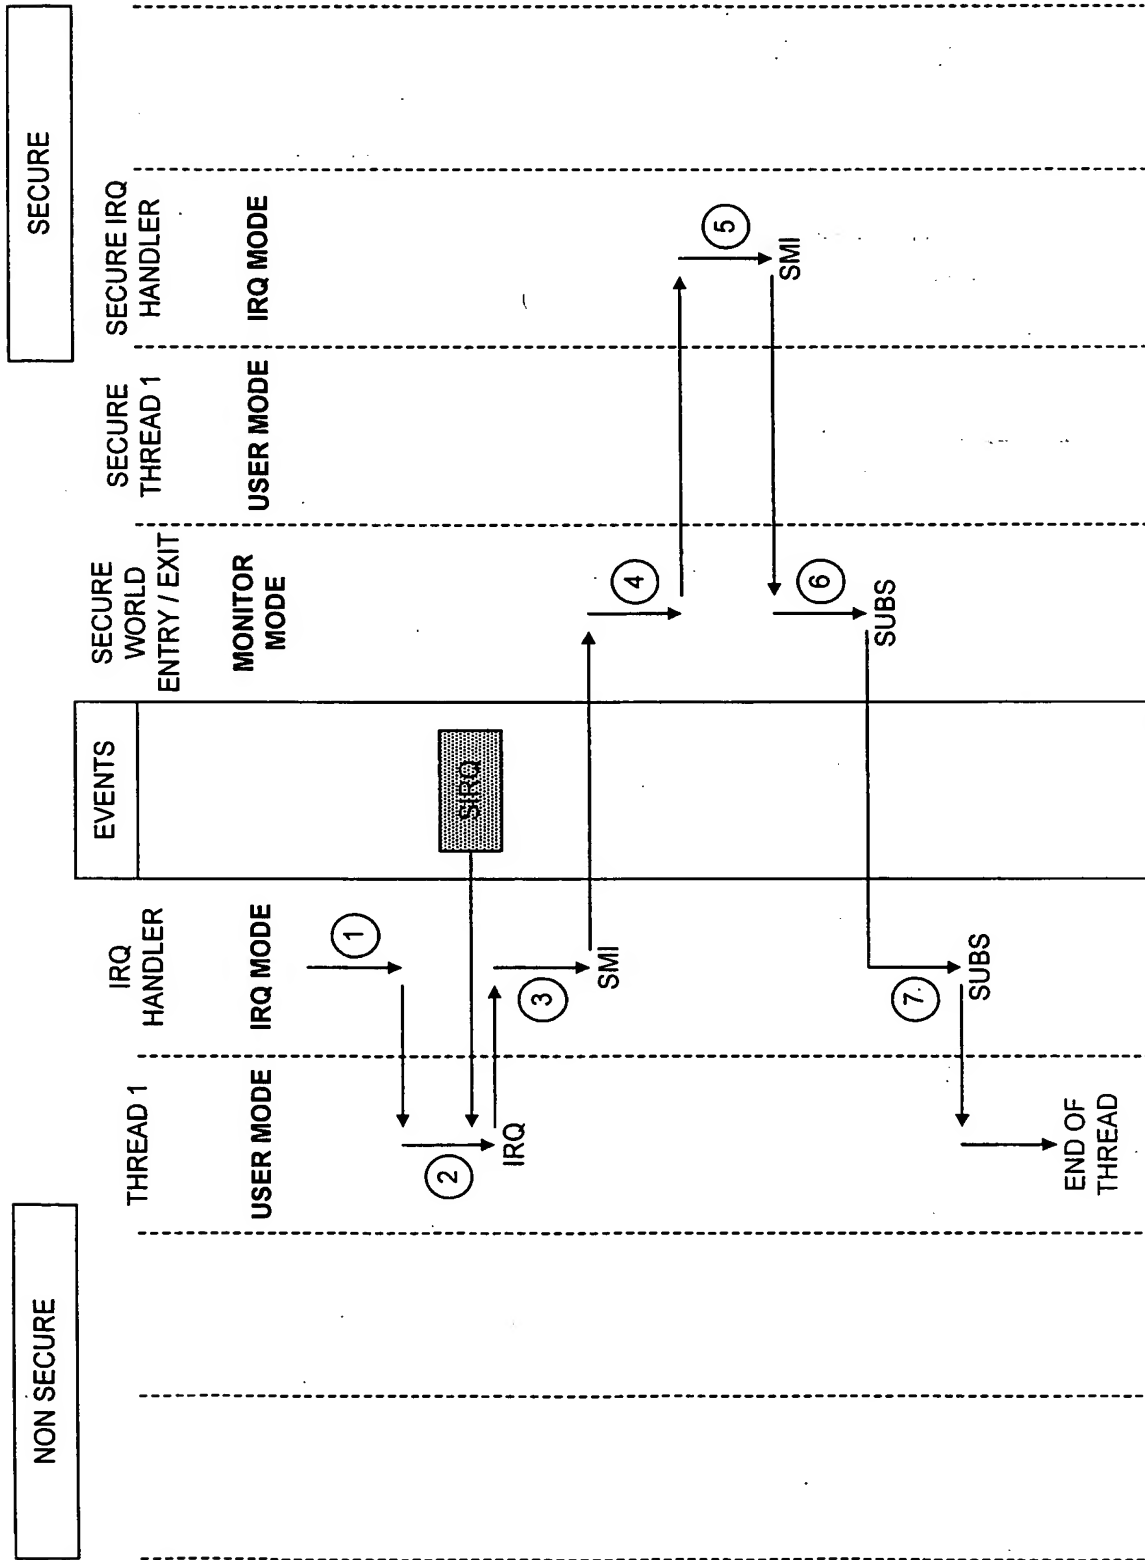 NON SECURE
SECURE
THREAD 1
USER MODE
IRQ
HANDLER
IRQ MODE
EVENTS
SECURE
WORLD
ENTRY / EXIT
MONITOR
MODE
SECURE
THREAD 1
USER MODE
SECURE IRQ
HANDLER
IRQ MODE
1
2
SIRQ
IRQ
3
SMI
4
5
SMI
6
SUBS
7
SUBS
END OF
THREAD